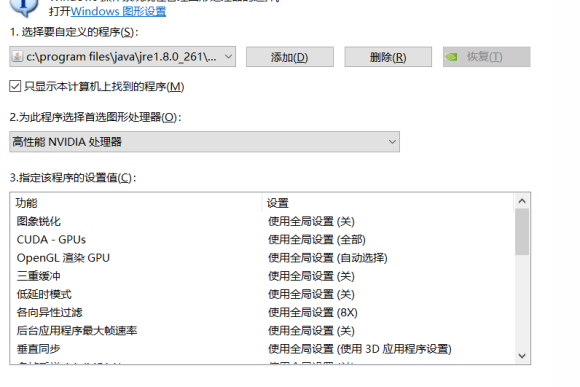 打开Windows 图形设置
1. 选择要自定义的程序(S):
c:\program files\java\jre1.8.0_261\...
添加(D)
删除(R)
恢复(T)
只显示本计算机上找到的程序(M)
2.为此程序选择首选图形处理器(O):
高性能 NVIDIA 处理器
3.指定该程序的设置值(C):
功能 设置
图象锐化 使用全局设置 (关)
CUDA - GPUs 使用全局设置 (全部)
OpenGL 渲染 GPU 使用全局设置 (自动选择)
三重缓冲 使用全局设置 (关)
低延时模式 使用全局设置 (关)
各向异性过滤 使用全局设置 (8X)
后台应用程序最大帧速率 使用全局设置 (关)
垂直同步 使用全局设置 (使用 3D 应用程序设置)